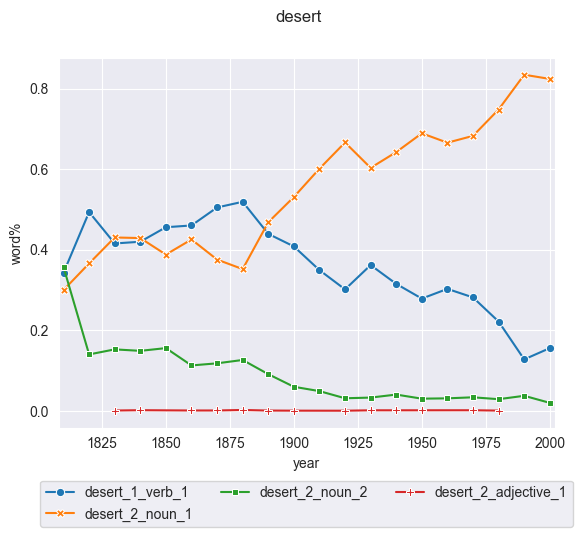 desert
0.8
0.6
word%
0.4
0.2
0.0
1825 1850 1875 1900 1925 1950 1975 2000
year
desert_1_verb_1 desert_2_noun_2 desert_2_adjective_1
desert_2_noun_1